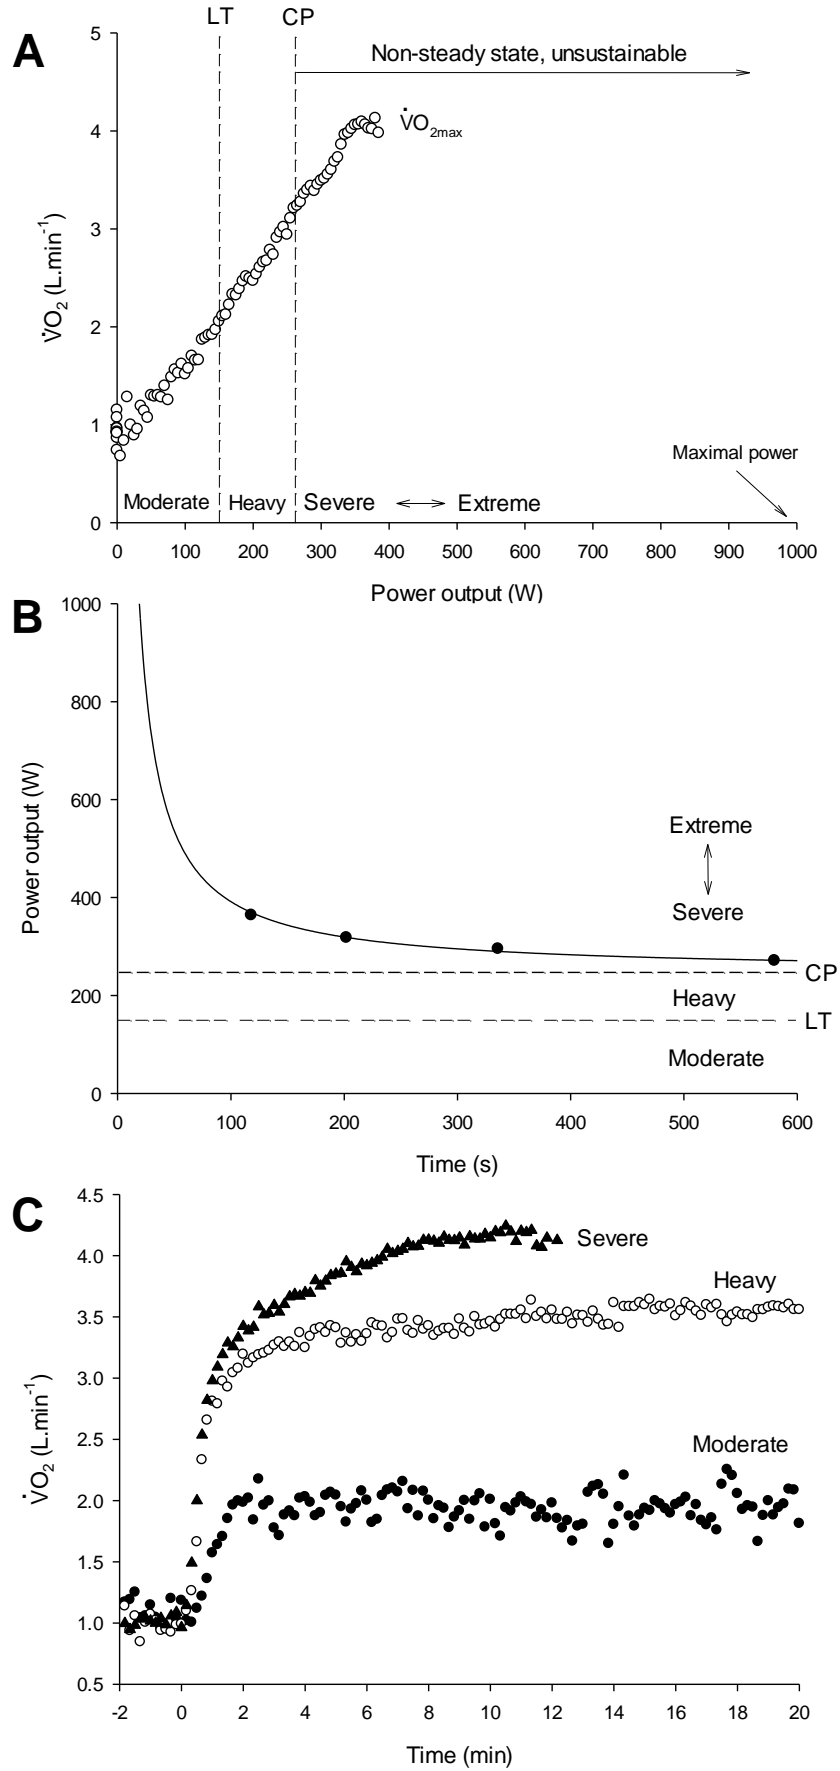 A
LT CP
Non-steady state, unsustainable
V̇O2max
V̇O2 (L.min-1)
5
4
3
2
1
0
Maximal power
Moderate Heavy Severe Extreme
0 100 200 300 400 500 600 700 800 900 1000
Power output (W)
B
1000
800
600
400
200
0
Power output (W)
Extreme
Severe
CP
Heavy
LT
Moderate
0 100 200 300 400 500 600
Time (s)
C
4.5
4.0
3.5
3.0
2.5
2.0
1.5
1.0
0.5
V̇O2 (L.min-1)
Severe
Heavy
Moderate
-2 0 2 4 6 8 10 12 14 16 18 20
Time (min)